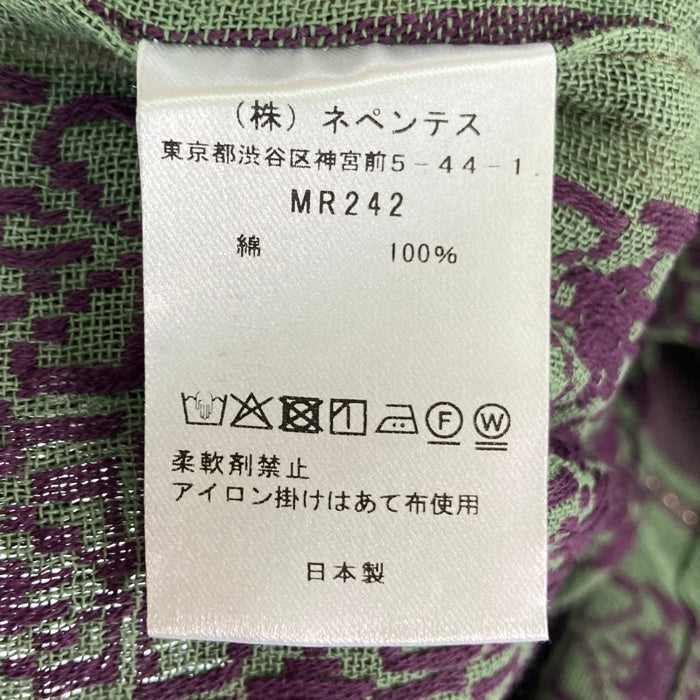 （株）ネペンテス
東京都渋谷区神宮前5－44－1
MR242
綿 100%
F W
柔軟剤禁止
アイロン掛けはあて布使用
日本製